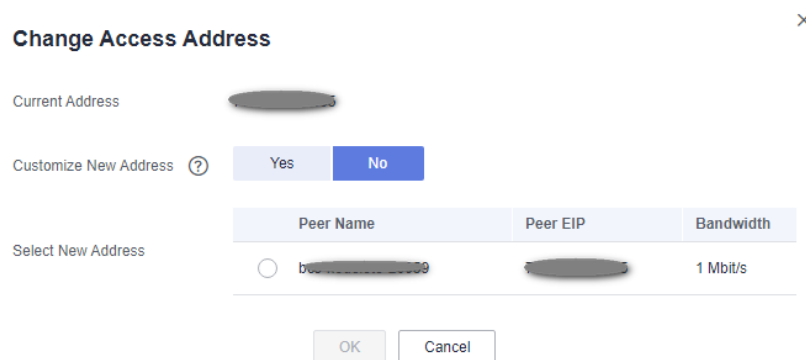 Change Access Address
Current Address
Customize New Address ? Yes No
Peer Name Peer EIP Bandwidth
Select New Address
1 Mbit/s
OK Cancel